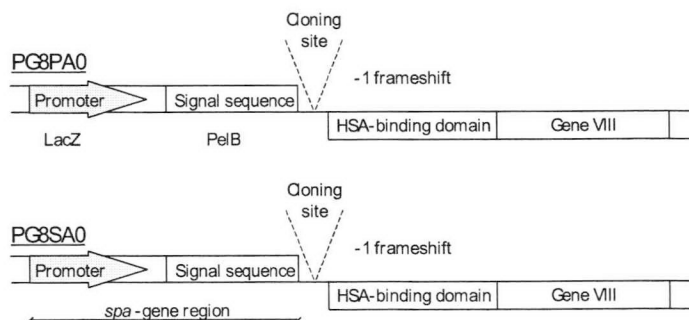 Cloning
site
PG8PA0
-1 frameshift
Promoter
Signal sequence
HSA-binding domain
Gene VIII
LacZ
PelB
Cloning
site
PG8SA0
-1 frameshift
Promoter
Signal sequence
HSA-binding domain
Gene VIII
spa-gene region